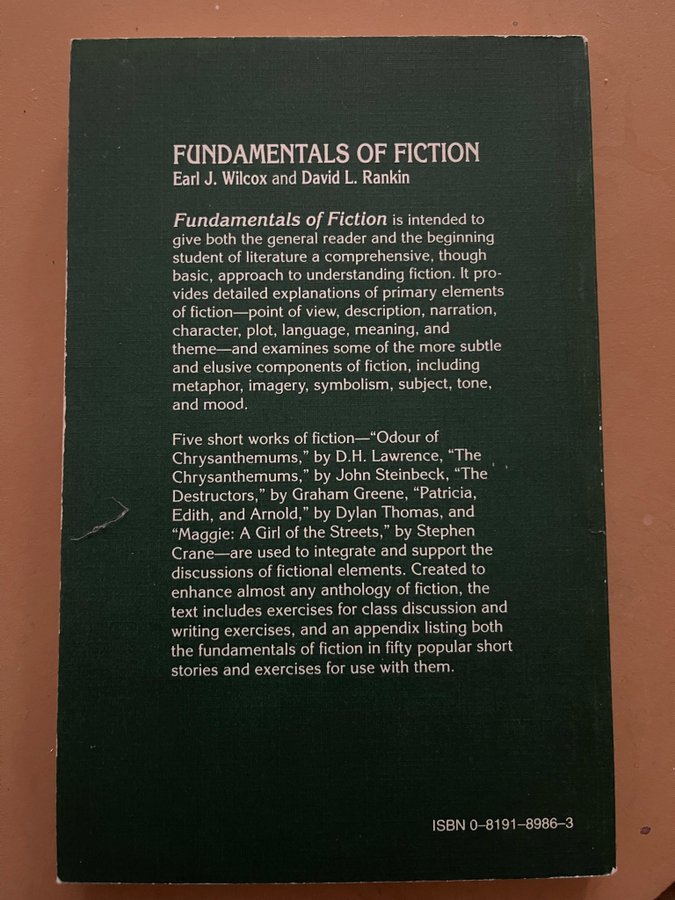 FUNDAMENTALS OF FICTION
Earl J. Wilcox and David L. Rankin
Fundamentals of Fiction is intended to
give both the general reader and the beginning
student of literature a comprehensive, though
basic, approach to understanding fiction. It pro-
vides detailed explanations of primary elements
of fiction—point of view, description, narration,
character, plot, language, meaning, and
theme—and examines some of the more subtle
and elusive components of fiction, including
metaphor, imagery, symbolism, subject, tone,
and mood.
Five short works of fiction—“Odour of
Chrysanthemums,” by D.H. Lawrence, “The
Chrysanthemums,” by John Steinbeck, “The
Destructors,” by Graham Greene, “Patricia,
Edith, and Arnold,” by Dylan Thomas, and
“Maggie: A Girl of the Streets,” by Stephen
Crane—are used to integrate and support the
discussions of fictional elements. Created to
enhance almost any anthology of fiction, the
text includes exercises for class discussion and
writing exercises, and an appendix listing both
the fundamentals of fiction in fifty popular short
stories and exercises for use with them.
ISBN 0–8191–8986–3